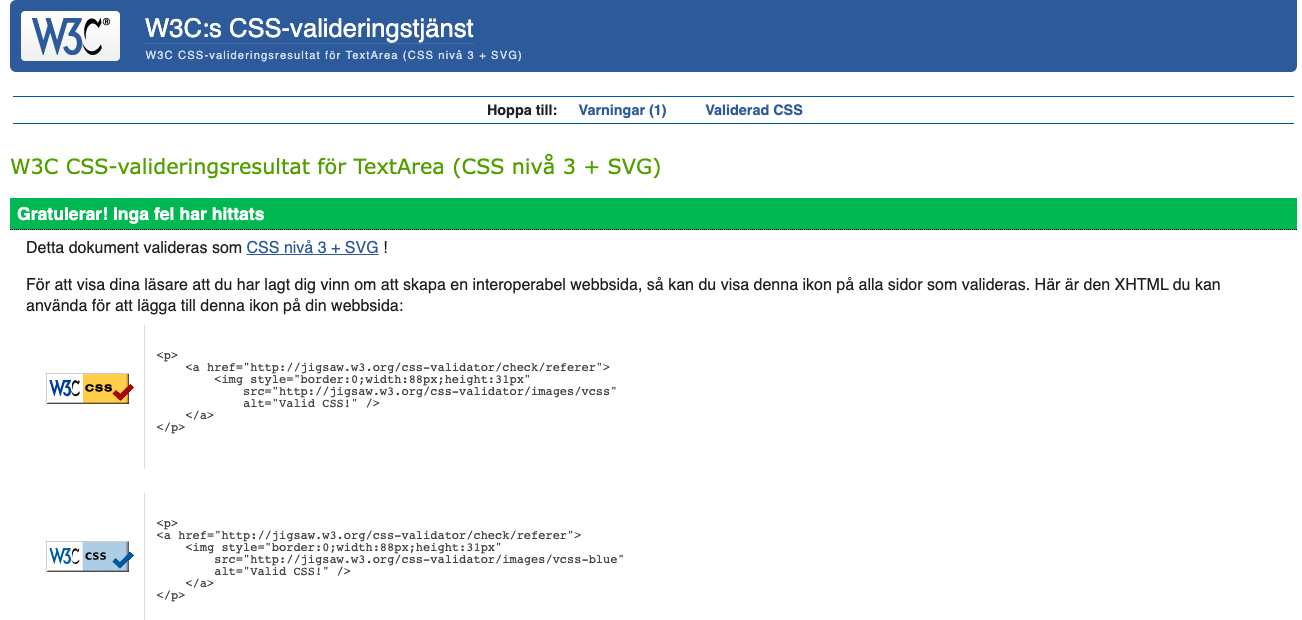 W3C®
W3C:s CSS-valideringstjänst
W3C CSS-valideringsresultat för TextArea (CSS nivå 3 + SVG)
Hoppa till: Varningar (1) Validerad CSS
W3C CSS-valideringsresultat för TextArea (CSS nivå 3 + SVG)
Gratulerar! Inga fel har hittats
Detta dokument valideras som CSS nivå 3 + SVG !
För att visa dina läsare att du har lagt dig vinn om att skapa en interoperabel webbsida, så kan du visa denna ikon på alla sidor som valideras. Här är den XHTML du kan
använda för att lägga till denna ikon på din webbsida:
W3C css
<p>
    <a href="http://jigsaw.w3.org/css-validator/check/referer">
        <img style="border:0;width:88px;height:31px"
            src="http://jigsaw.w3.org/css-validator/images/vcss"
            alt="Valid CSS!" />
    </a>
</p>
W3C css
<p>
<a href="http://jigsaw.w3.org/css-validator/check/referer">
    <img style="border:0;width:88px;height:31px"
        src="http://jigsaw.w3.org/css-validator/images/vcss-blue"
        alt="Valid CSS!" />
    </a>
</p>